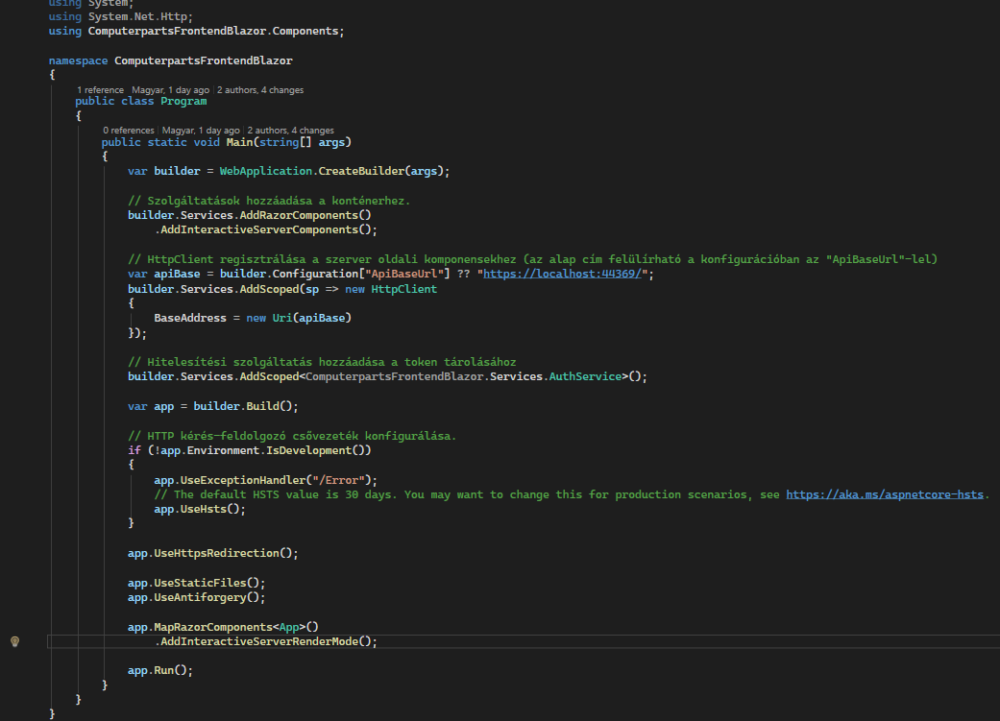 using System;
using System.Net.Http;
using ComputerpartsFrontendBlazor.Components;
namespace ComputerpartsFrontendBlazor
{
1 reference | Magyar, 1 day ago | 2 authors, 4 changes
public class Program
{
0 references | Magyar, 1 day ago | 2 authors, 4 changes
public static void Main(string[] args)
{
var builder = WebApplication.CreateBuilder(args);
// Szolgáltatások hozzáadása a konténerhez.
builder.Services.AddRazorComponents()
.AddInteractiveServerComponents();
// HttpClient regisztrálása a szerver oldali komponensekhez (az alap cím felülírható a konfigurációban az "ApiBaseUrl"-lel)
var apiBase = builder.Configuration["ApiBaseUrl"] ?? "https://localhost:44369/";
builder.Services.AddScoped(sp => new HttpClient
{
BaseAddress = new Uri(apiBase)
});
// Hitelesítési szolgáltatás hozzáadása a token tárolásához
builder.Services.AddScoped<ComputerpartsFrontendBlazor.Services.AuthService>();
var app = builder.Build();
// HTTP kérés-feldolgozó csővezeték konfigurálása.
if (!app.Environment.IsDevelopment())
{
app.UseExceptionHandler("/Error");
// The default HSTS value is 30 days. You may want to change this for production scenarios, see https://aka.ms/aspnetcore-hsts.
app.UseHsts();
}
app.UseHttpsRedirection();
app.UseStaticFiles();
app.UseAntiforgery();
app.MapRazorComponents<App>()
.AddInteractiveServerRenderMode();
app.Run();
}
}
}